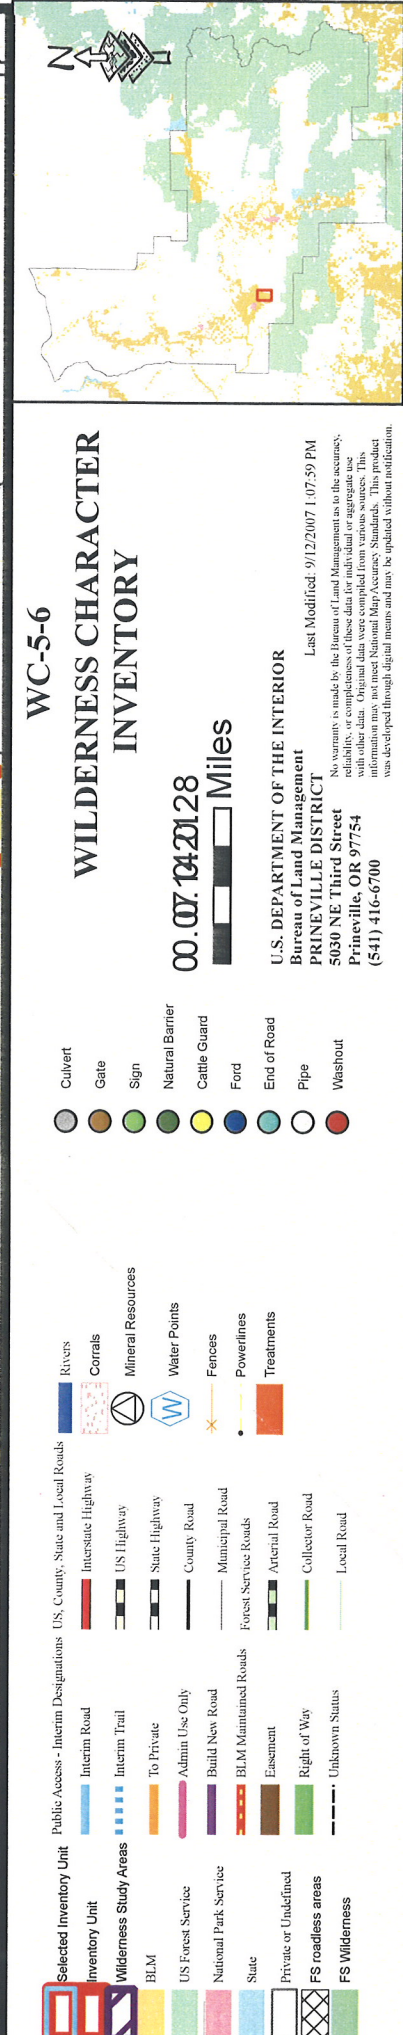 Selected Inventory Unit
Inventory Unit
Wilderness Study Areas
BLM
US Forest Service
National Park Service
State
Private or Undefined
FS roadless areas
FS Wilderness
Public Access - Interim Designations
Interim Road
Interim Trail
To Private
Admin Use Only
Build New Road
BLM Maintained Roads
Easement
Right of Way
Unknown Status
US, County, State and Local Roads
Interstate Highway
US Highway
State Highway
County Road
Municipal Road
Forest Service Roads
Arterial Road
Collector Road
Local Road
Rivers
Corrals
Mineral Resources
W
Water Points
Fences
Powerlines
Treatments
Culvert
Gate
Sign
Natural Barrier
Cattle Guard
Ford
End of Road
Pipe
Washout
WC-5-6
WILDERNESS CHARACTER
INVENTORY
Miles
U.S. DEPARTMENT OF THE INTERIOR
Bureau of Land Management
PRINEVILLE DISTRICT
Last Modified: 9/12/2007 1:07:59 PM
5030 NE Third Street
Prineville, OR 97754
(541) 416-6700
No warranty is made by the Bureau of Land Management as to the accuracy,
reliability, or completeness of these data for individual or aggregate use
with other data. Original data were compiled from various sources. This
information may not meet National Map Accuracy Standards. This product
was developed through digital means and may be updated without notification.
N